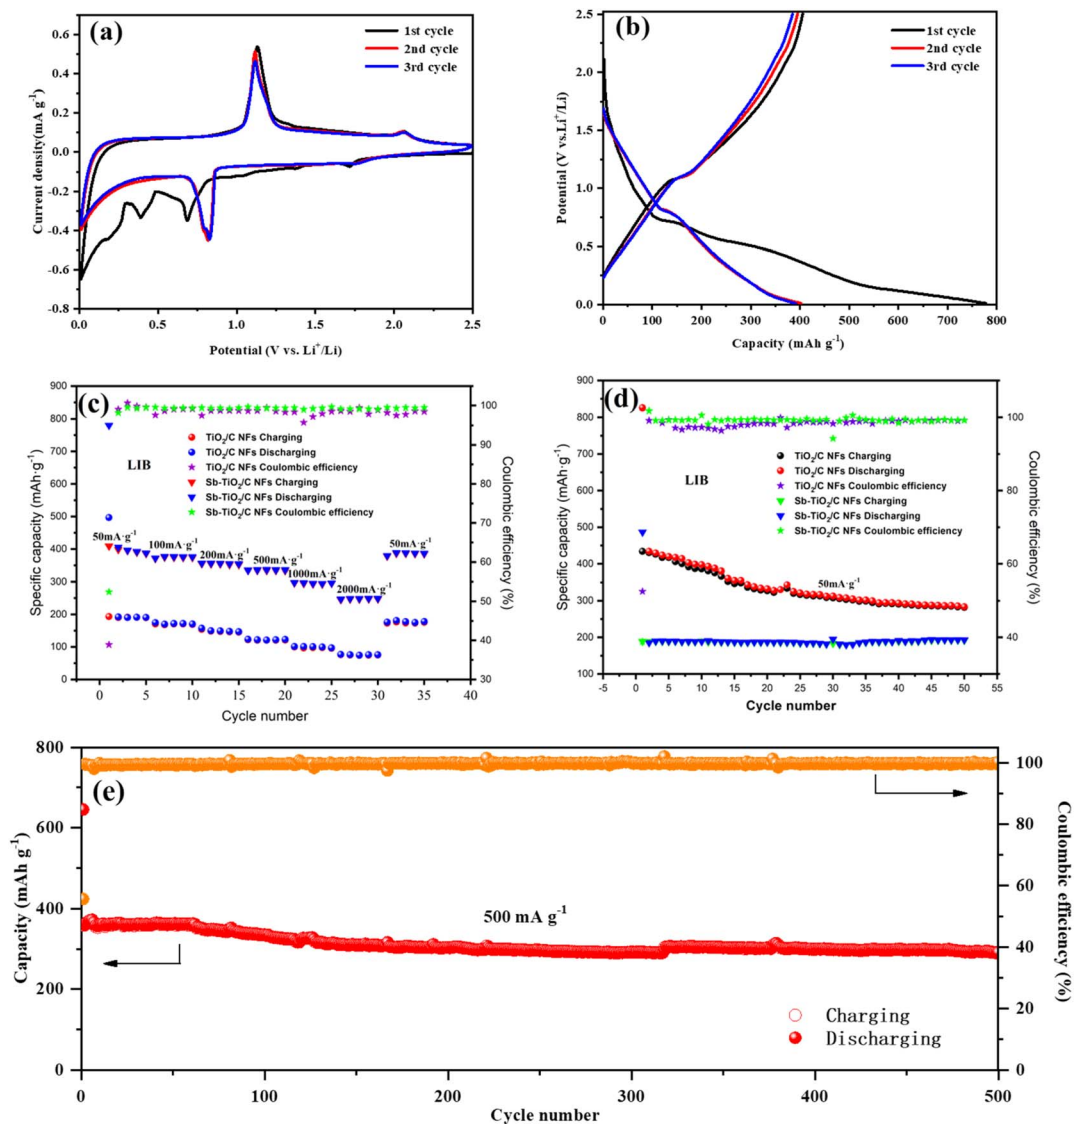 (a)
1st cycle
2nd cycle
3rd cycle
Current density(mA g⁻¹)
0.6
0.4
0.2
0.0
-0.2
-0.4
-0.6
-0.8
0.0 0.5 1.0 1.5 2.0 2.5
Potential (V vs. Li⁺/Li)
(b)
1st cycle
2nd cycle
3rd cycle
Potential (V vs.Li⁺/Li)
2.5
2.0
1.5
1.0
0.5
0.0
0 100 200 300 400 500 600 700 800
Capacity (mAh g⁻¹)
(c)
TiO₂/C NFs Charging
TiO₂/C NFs Discharging
TiO₂/C NFs Coulombic efficiency
Sb-TiO₂/C NFs Charging
Sb-TiO₂/C NFs Discharging
Sb-TiO₂/C NFs Coulombic efficiency
LIB
50mA·g⁻¹
100mA·g⁻¹
200mA·g⁻¹
500mA·g⁻¹
1000mA·g⁻¹
2000mA·g⁻¹
50mA·g⁻¹
Specific capacity (mAh·g⁻¹)
900
800
700
600
500
400
300
200
100
0
0 5 10 15 20 25 30 35 40
Cycle number
100
90
80
70
60
50
40
30
Coulombic efficiency (%)
(d)
TiO₂/C NFs Charging
TiO₂/C NFs Discharging
TiO₂/C NFs Coulombic efficiency
Sb-TiO₂/C NFs Charging
Sb-TiO₂/C NFs Discharging
Sb-TiO₂/C NFs Coulombic efficiency
LIB
50mA·g⁻¹
Specific capacity (mAh·g⁻¹)
900
800
700
600
500
400
300
200
100
-5 0 5 10 15 20 25 30 35 40 45 50 55
Cycle number
100
80
60
40
Coulombic efficiency (%)
(e)
500 mA g⁻¹
Charging
Discharging
Capacity (mAh g⁻¹)
800
600
400
200
0
0 100 200 300 400 500
Cycle number
100
80
60
40
20
0
Coulombic efficiency (%)